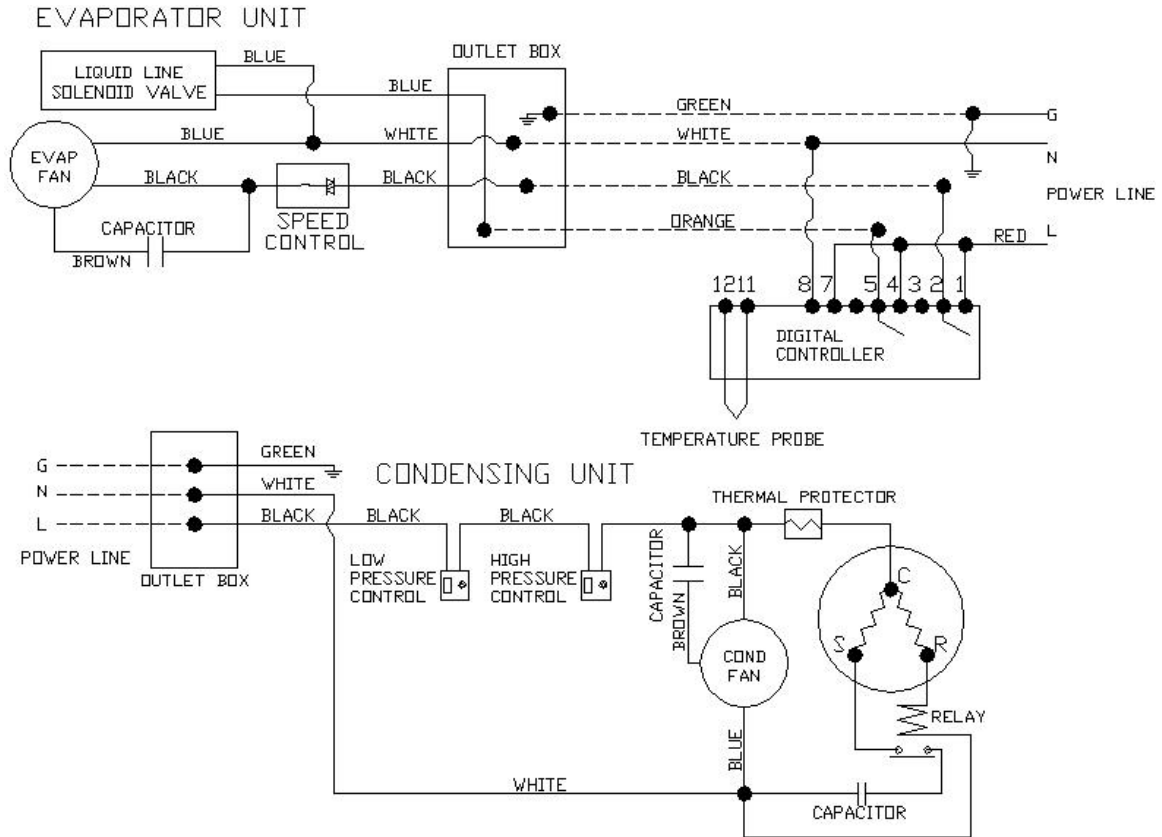 EVAPORATOR UNIT
LIQUID LINE
SOLENOID VALVE
BLUE
BLUE
OUTLET BOX
EVAP
FAN
BLUE
WHITE
BLACK
BLACK
SPEED
CONTROL
CAPACITOR
BROWN
GREEN
WHITE
BLACK
ORANGE
G
N
POWER LINE
L
RED
12 11 8 7 5 4 3 2 1
DIGITAL
CONTROLLER
TEMPERATURE PROBE
CONDENSING UNIT
G
N
L
POWER LINE
OUTLET BOX
GREEN
WHITE
BLACK
BLACK
BLACK
LOW
PRESSURE
CONTROL
HIGH
PRESSURE
CONTROL
CAPACITOR
BROWN
BLACK
COND
FAN
BLUE
THERMAL PROTECTOR
C
S
R
RELAY
WHITE
CAPACITOR